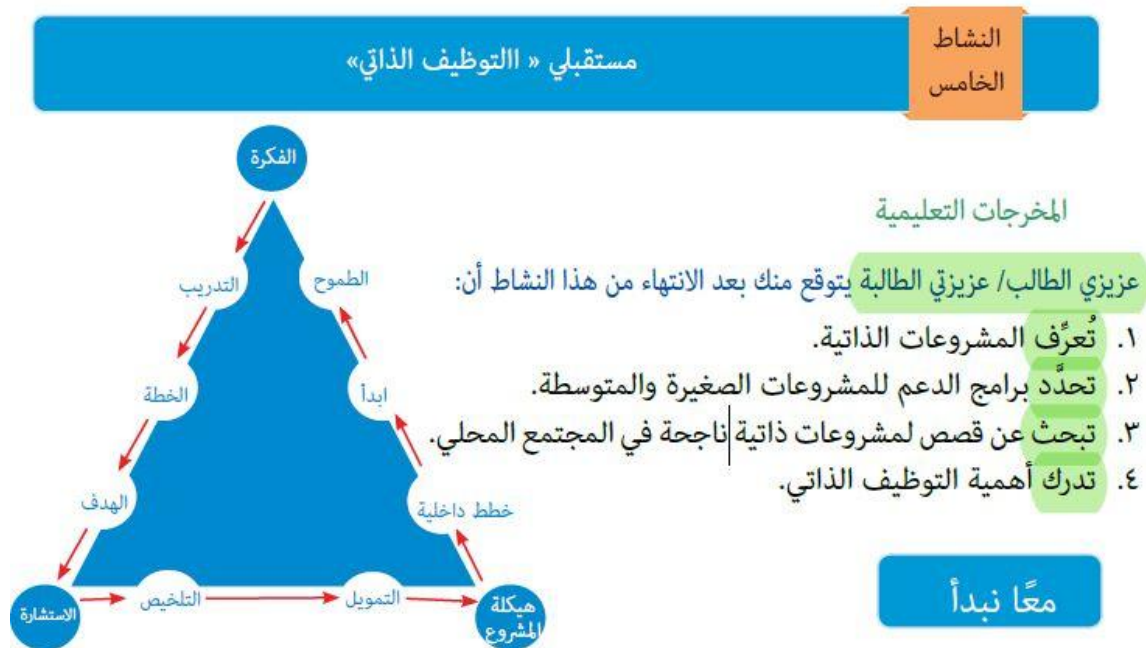 النشاط
الخامس
مستقبلي « االتوظيف الذاتي»
المخرجات التعليمية
عزيزي الطالب/ عزيزتي الطالبة يتوقع منك بعد الانتهاء من هذا النشاط أن:
١. تُعرَّف المشروعات الذاتية.
٢. تحدَّد برامج الدعم للمشروعات الصغيرة والمتوسطة.
٣. تبحث عن قصص لمشروعات ذاتية ناجحة في المجتمع المحلي.
٤. تدرك أهمية التوظيف الذاتي.
معًا نبدأ
الفكرة
التدريب
الخطة
الهدف
الاستشارة
التلخيص
التمويل
هيكلة
المشروع
خطط داخلية
ابدأ
الطموح